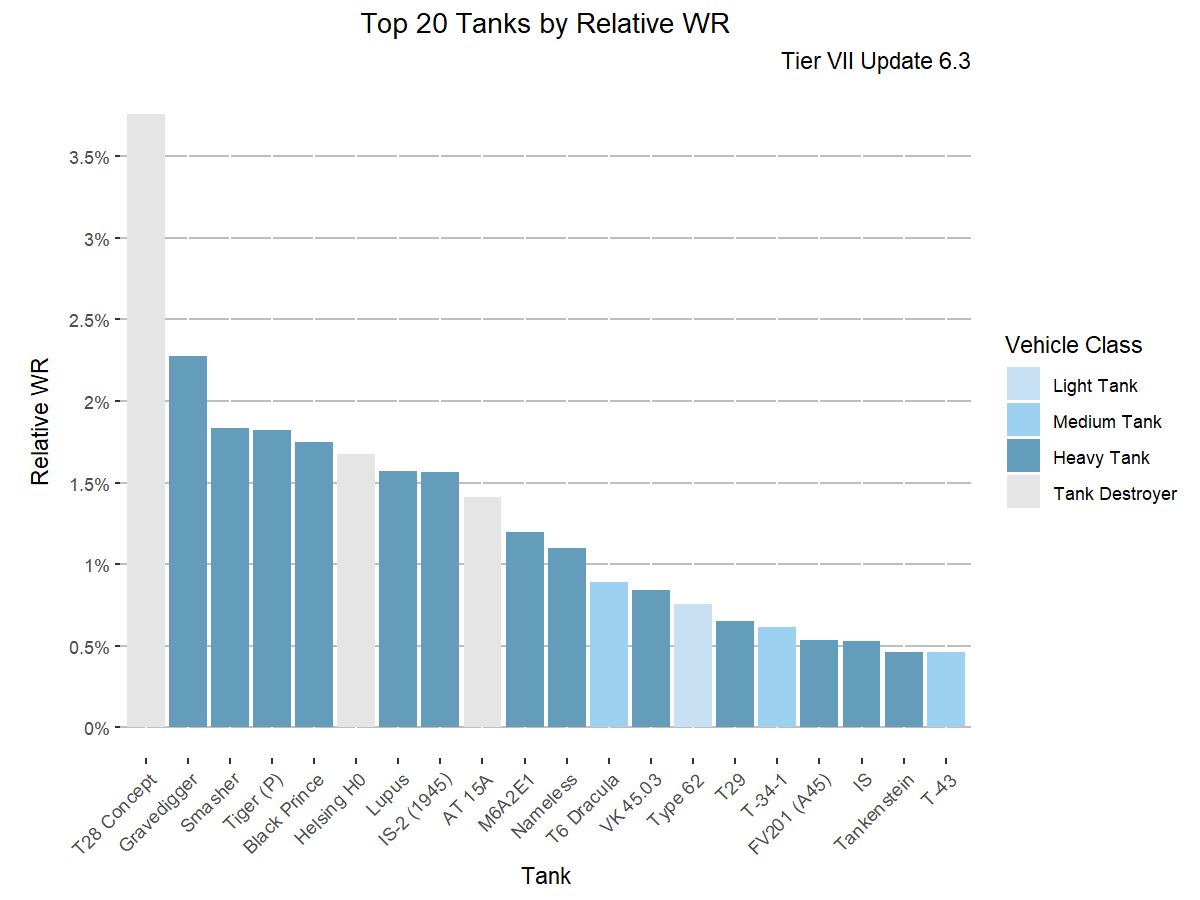 Top 20 Tanks by Relative WR
Tier VII Update 6.3
Relative WR
3.5%
3%
2.5%
2%
1.5%
1%
0.5%
0%
T28 Concept
Gravedigger
Smasher
Tiger (P)
Black Prince
Helsing H0
Lupus
IS-2 (1945)
AT 15A
M6A2E1
Nameless
T6 Dracula
VK 45.03
Type 62
T29
T-34-1
FV201 (A45)
IS
Tankenstein
T-43
Tank
Vehicle Class
Light Tank
Medium Tank
Heavy Tank
Tank Destroyer